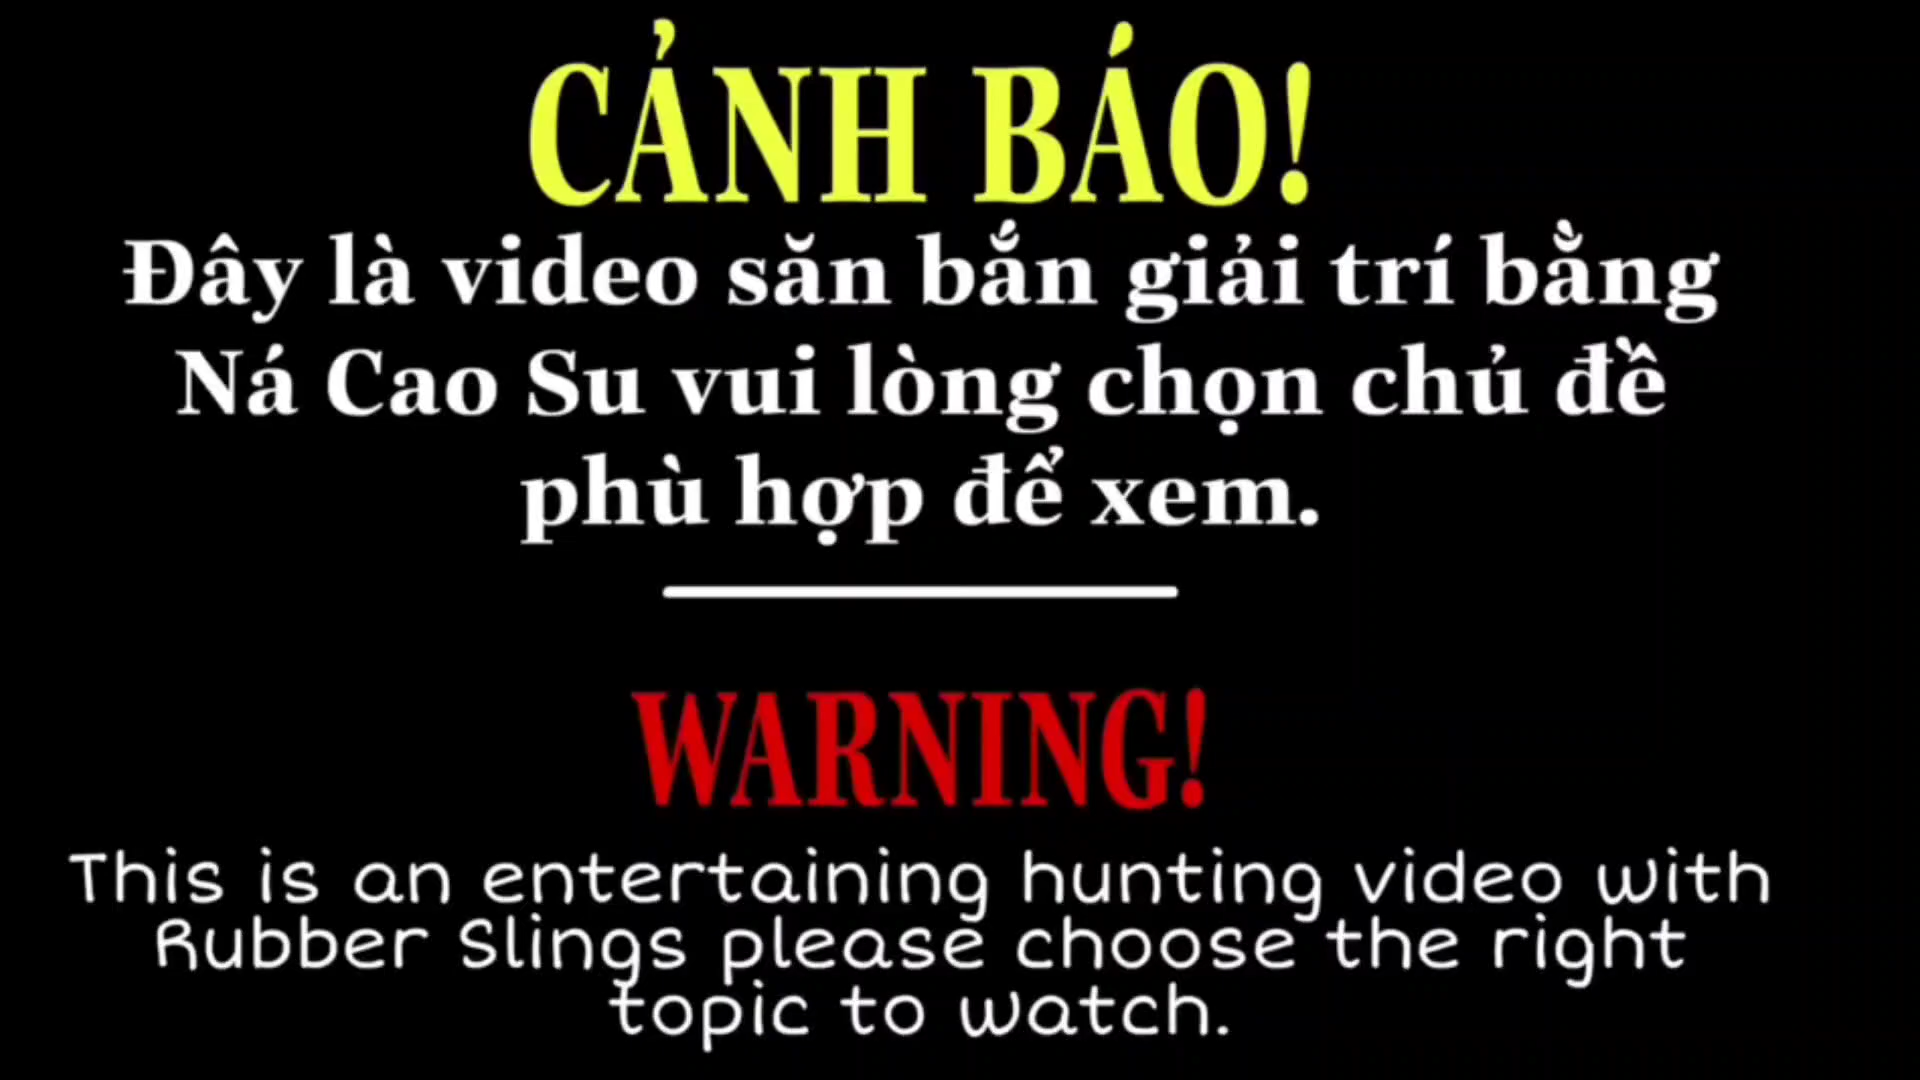 CẢNH BÁO!
Đây là video săn bắn giải trí bằng
Ná Cao Su vui lòng chọn chủ đề
phù hợp để xem.
WARNING!
This is an entertaining hunting video with
Rubber Slings please choose the right
topic to watch.